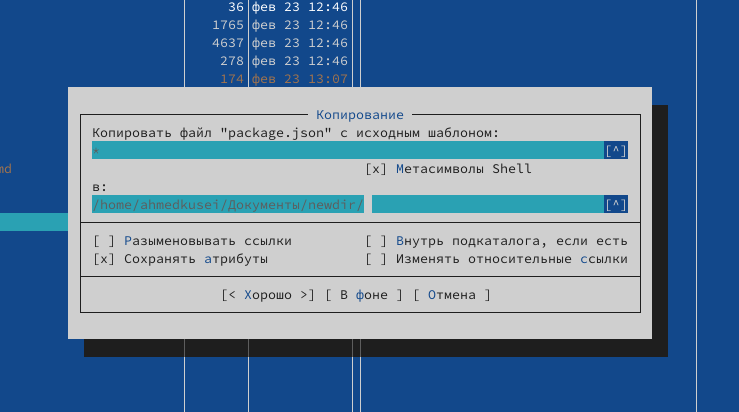 36 фев 23 12:46
1765 фев 23 12:46
4637 фев 23 12:46
278 фев 23 12:46
174 фев 23 13:07
md
Копирование
Копировать файл "package.json" с исходным шаблоном:
* [^]
[x] Метасимволы Shell
в:
/home/ahmedkusei/Документы/newdir/ [^]
[ ] Разыменовывать ссылки [ ] Внутрь подкаталога, если есть
[x] Сохранять атрибуты [ ] Изменять относительные ссылки
[< Хорошо >] [ В фоне ] [ Отмена ]